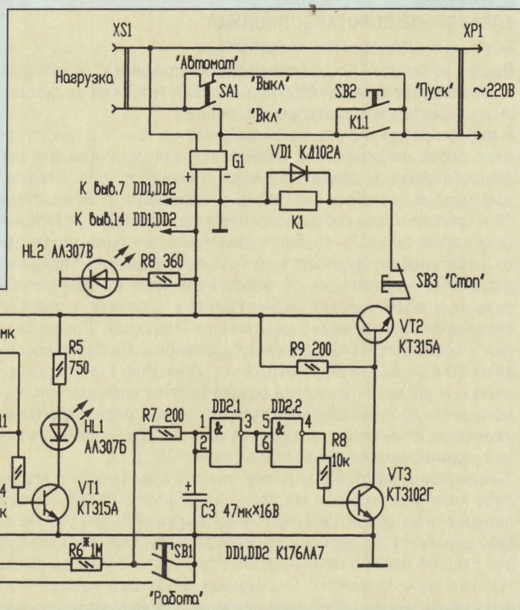 XS1
XP1
"Автомат"
"Выкл"
Нагрузка
SA1
SB2
"Пуск"
~220В
"Вкл"
K1.1
VD1 КД102А
G1
+
-
К выв.7 DD1,DD2
К выв.14 DD1,DD2
K1
HL2 АЛ307В
R8 360
SB3 "Стоп"
VT2
КТ315А
мк
R5
750
R9 200
R7 200
DD2.1
DD2.2
1
&
3
5
&
4
2
6
HL1
АЛ307Б
R8
10к
11
VT1
КТ315А
+
C3 47мк×16В
VT3
КТ3102Г
4
к
R6* 1М
SB1
DD1,DD2 К176ЛА7
"Работа"